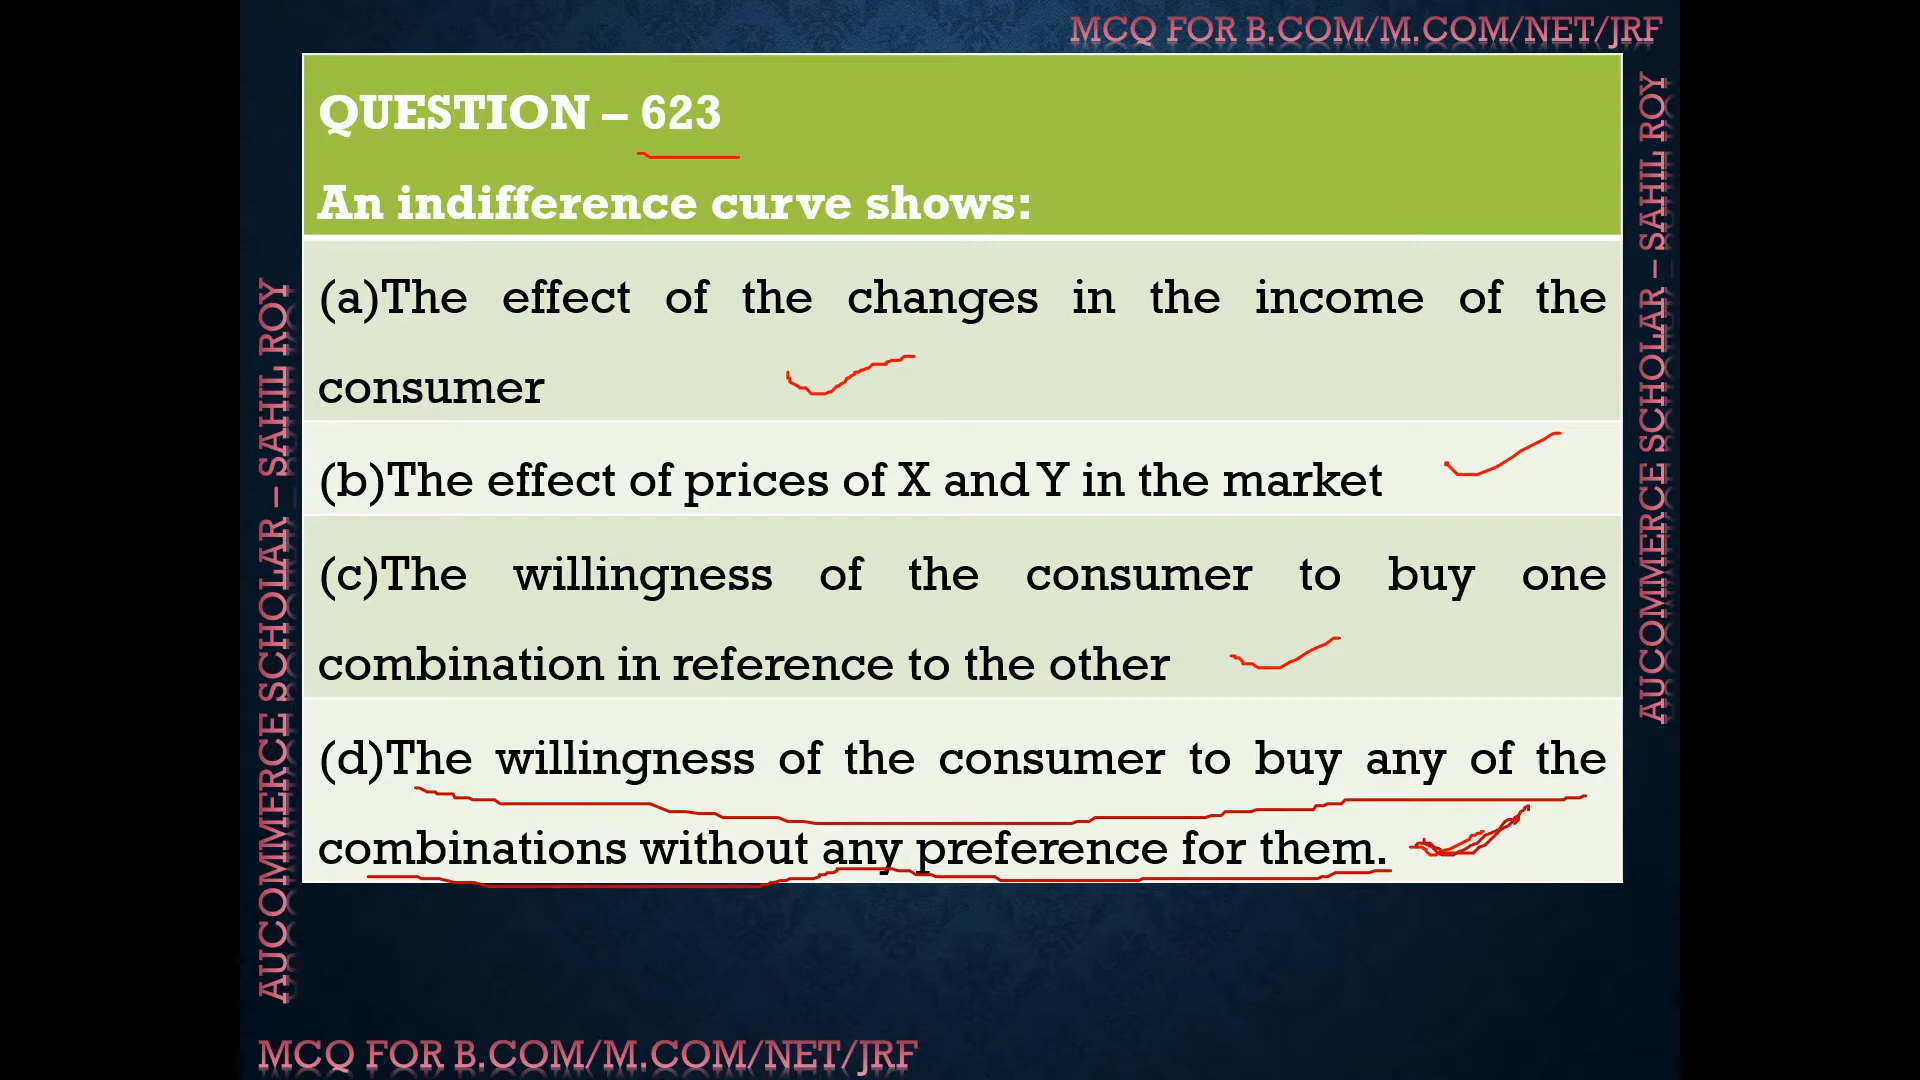 MCQ FOR B.COM/M.COM/NET/JRF
QUESTION – 623
An indifference curve shows:
(a)The effect of the changes in the income of the
consumer
(b)The effect of prices of X and Y in the market
(c)The willingness of the consumer to buy one
combination in reference to the other
(d)The willingness of the consumer to buy any of the
combinations without any preference for them.
AUCOMMERCE SCHOLAR – SAHIL ROY
AUCOMMERCE SCHOLAR – SAHIL ROY
MCQ FOR B.COM/M.COM/NET/JRF